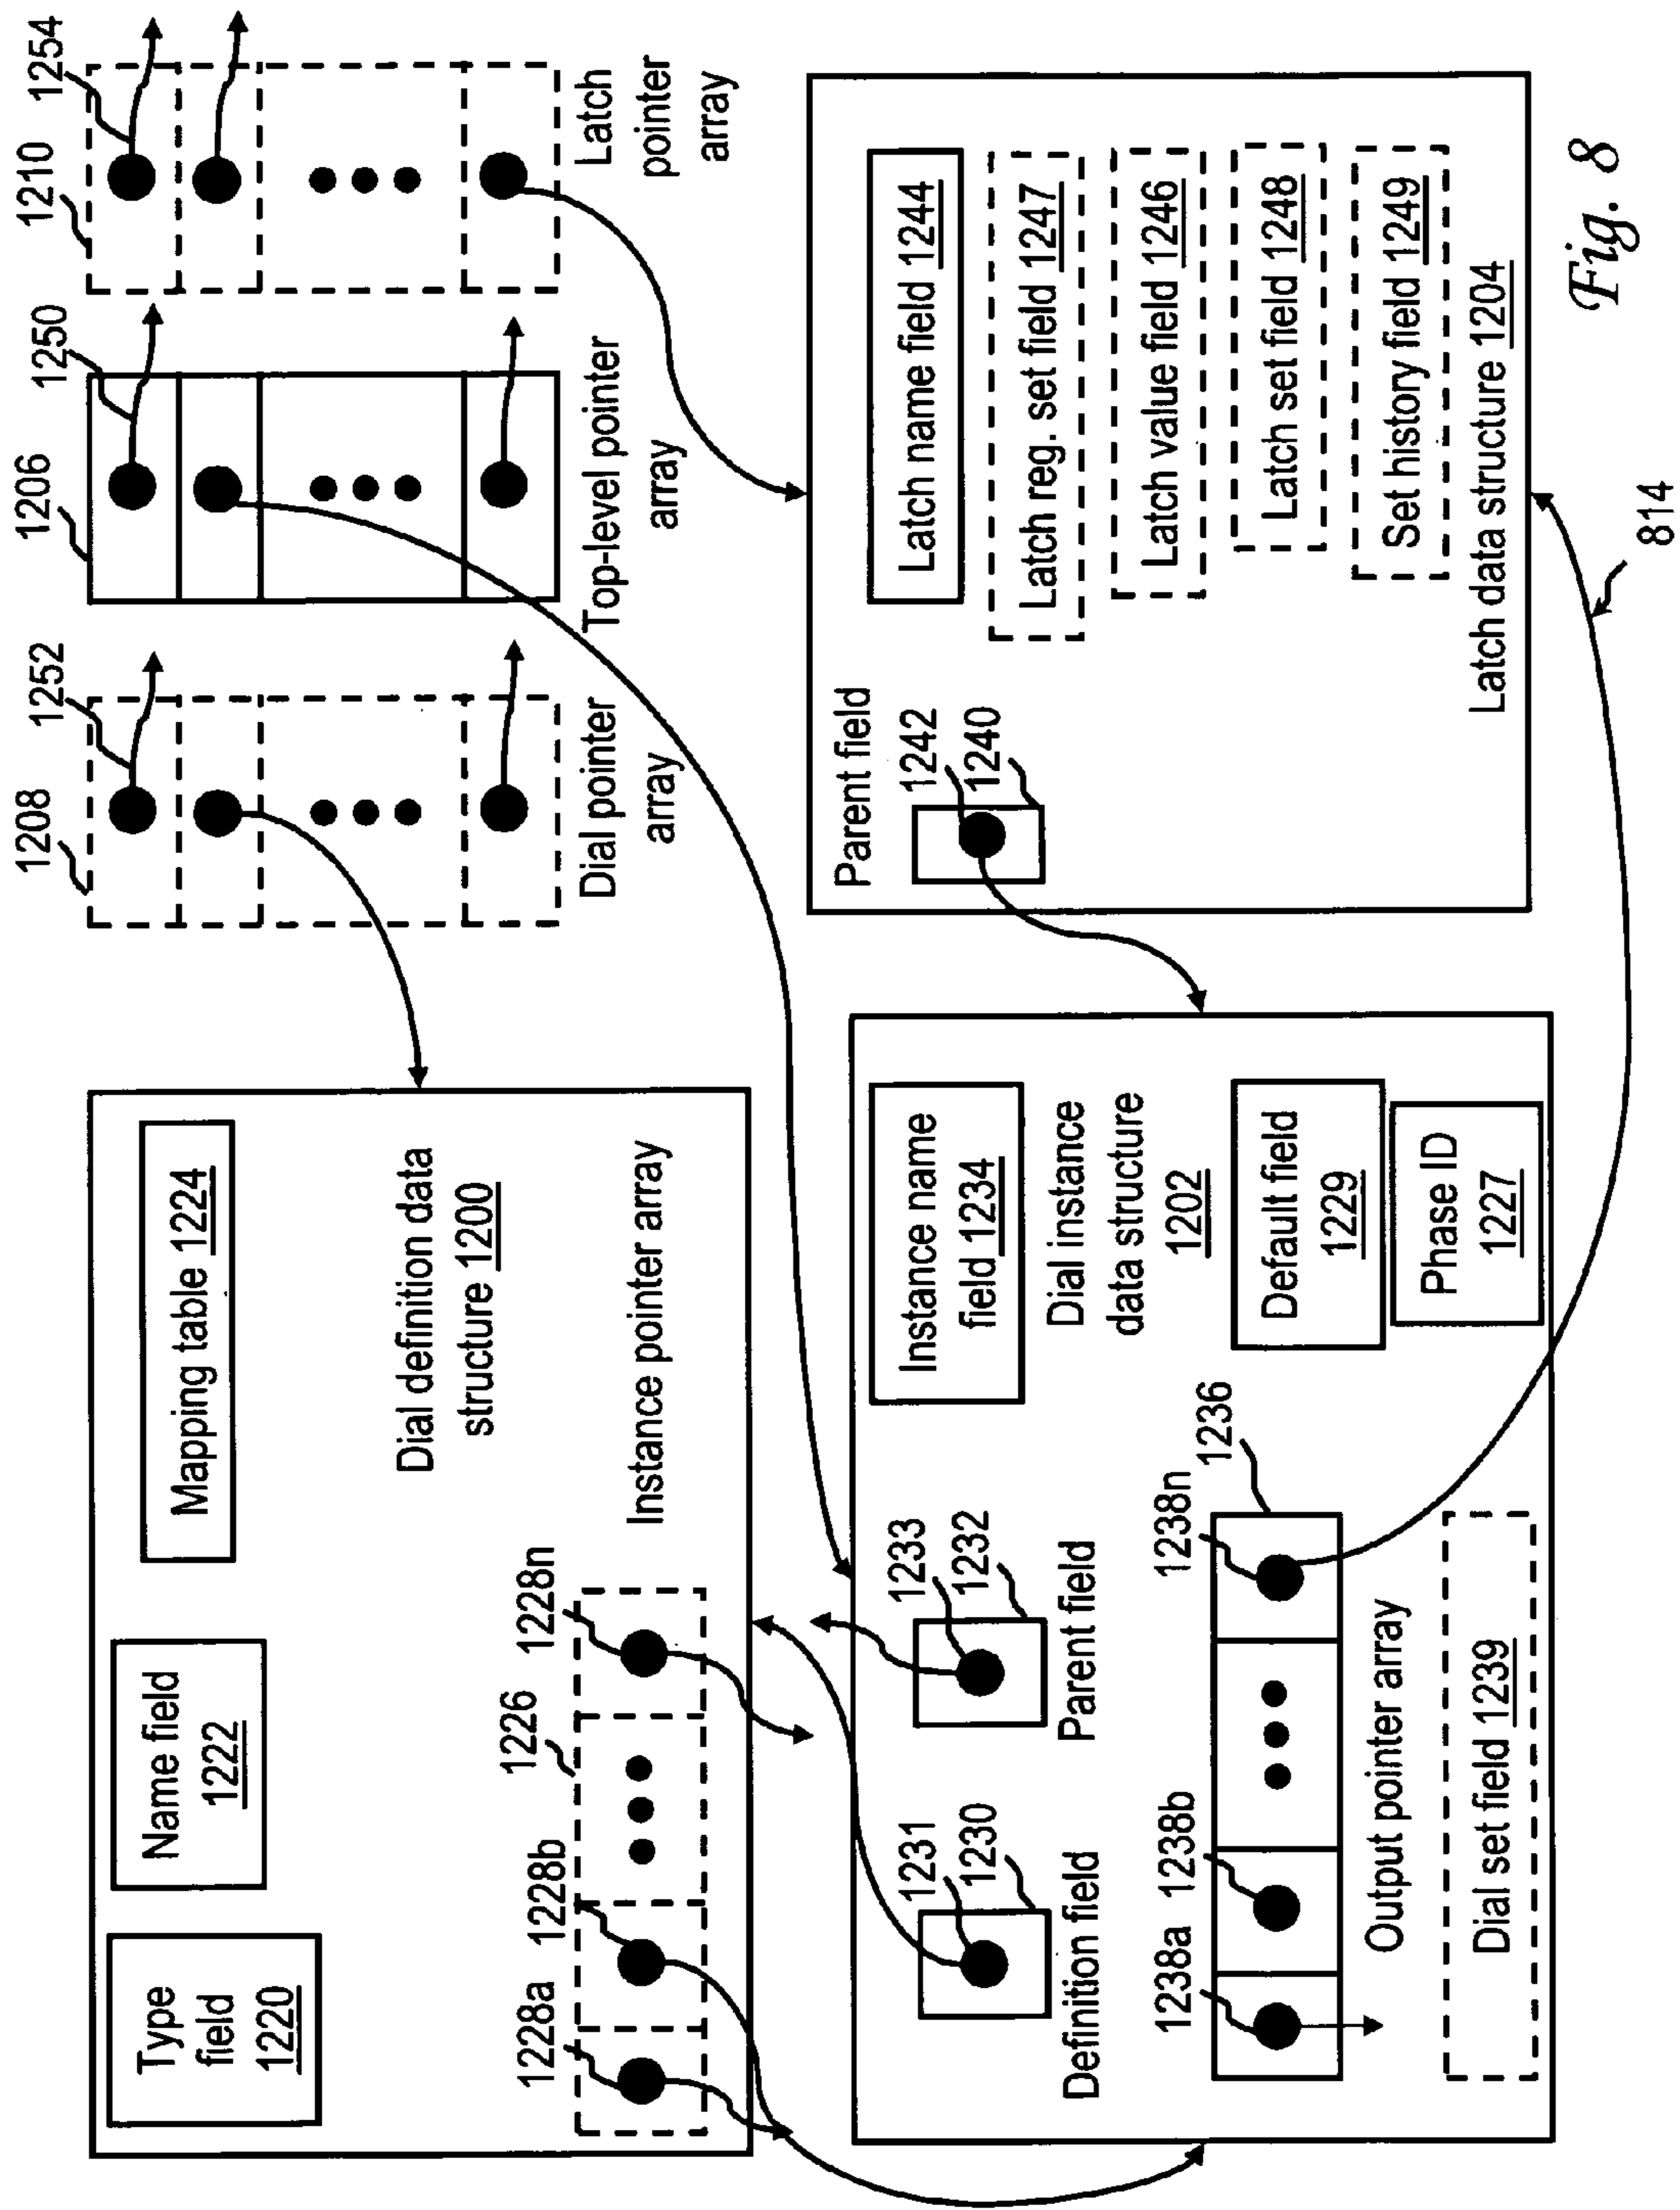 Type
field
1220
Name field
1222
Mapping table 1224
Dial definition data
structure 1200
Instance pointer array
1228a
1228b
1226
1228n
1208
1252
Dial pointer
array
1206
1250
Top-level pointer
array
1210
1254
Latch
pointer
array
1231
1230
Definition field
1233
1232
Parent field
Instance name
field 1234
Dial instance
data structure
1202
1238a
1238b
1238n
1236
Output pointer array
Dial set field 1239
Default field
1229
Phase ID
1227
Parent field
1242
1240
Latch name field 1244
Latch reg. set field 1247
Latch value field 1246
Latch set field 1248
Set history field 1249
Latch data structure 1204
814
Fig. 8